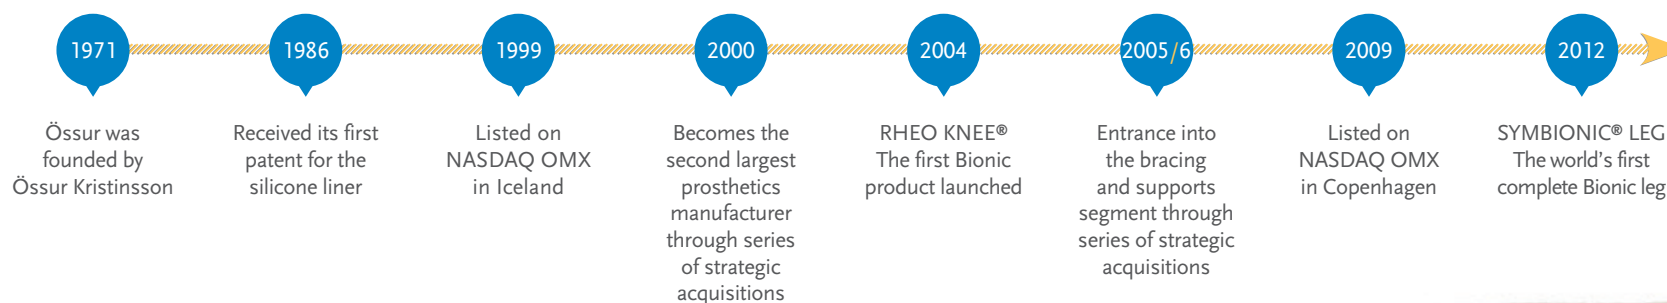 1971
Össur was
founded by
Össur Kristinsson
1986
Received its first
patent for the
silicone liner
1999
Listed on
NASDAQ OMX
in Iceland
2000
Becomes the
second largest
prosthetics
manufacturer
through series
of strategic
acquisitions
2004
RHEO KNEE®
The first Bionic
product launched
2005/6
Entrance into
the bracing
and supports
segment through
series of strategic
acquisitions
2009
Listed on
NASDAQ OMX
in Copenhagen
2012
SYMBIONIC® LEG
The world's first
complete Bionic leg